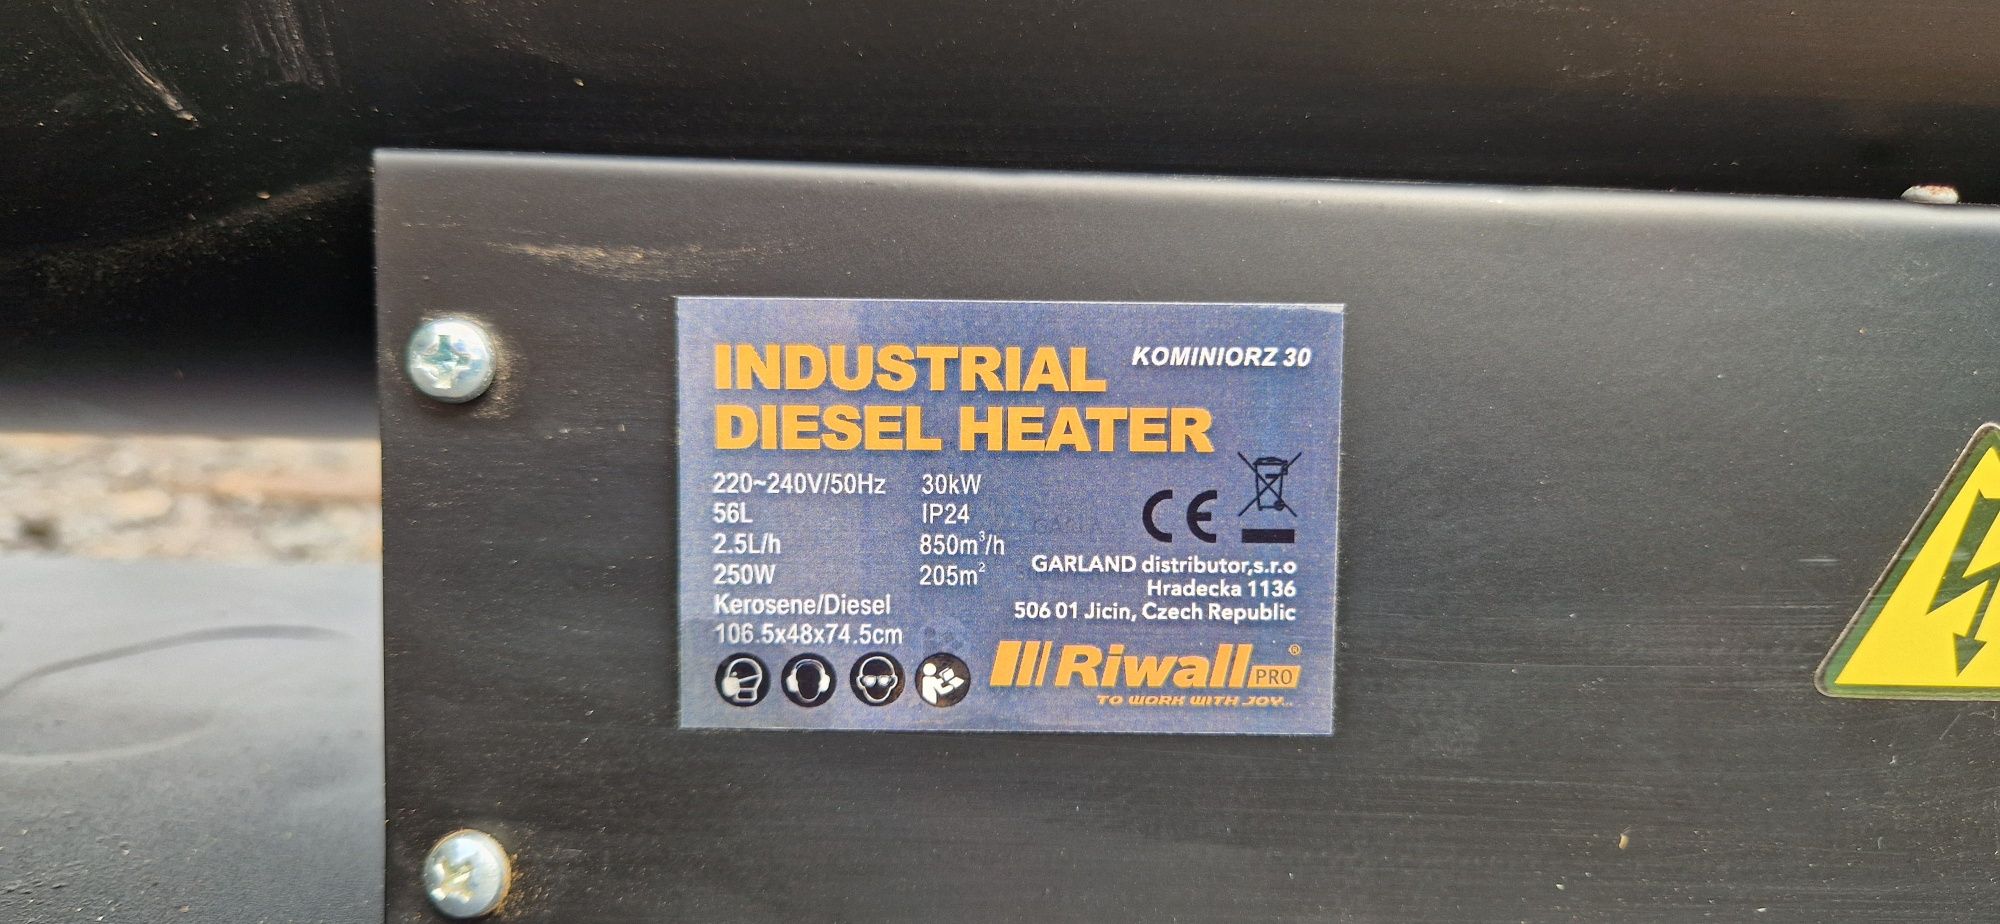 INDUSTRIAL
KOMINIORZ 30
DIESEL HEATER
220~240V/50Hz 30kW
56L IP24
2.5L/h 850m³/h
250W 205m²
Kerosene/Diesel
106.5x48x74.5cm
CE
GARLAND distributor,s.r.o
Hradecka 1136
506 01 Jicin, Czech Republic
Riwall PRO ®
TO WORK WITH JOY...